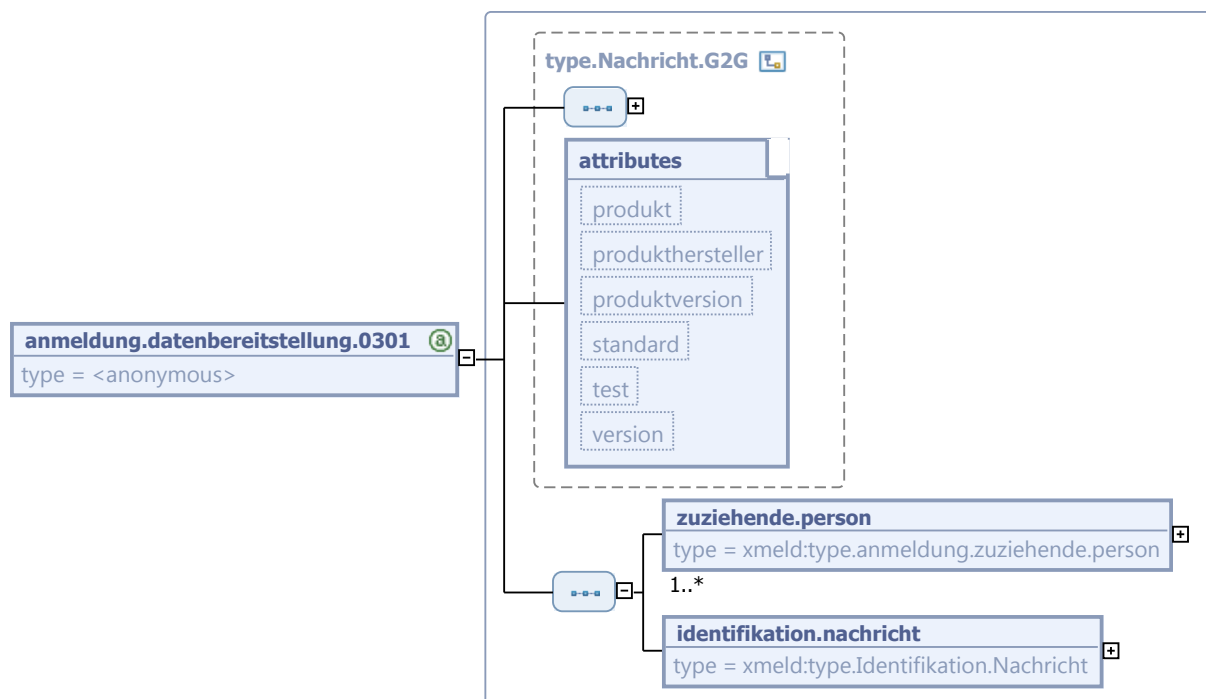 type.Nachricht.G2G
attributes
produkt
produkthersteller
produktversion
standard
test
version
anmeldung.datenbereitstellung.0301 a
type = <anonymous>
zuziehende.person
type = xmeld:type.anmeldung.zuziehende.person
1..*
identifikation.nachricht
type = xmeld:type.Identifikation.Nachricht